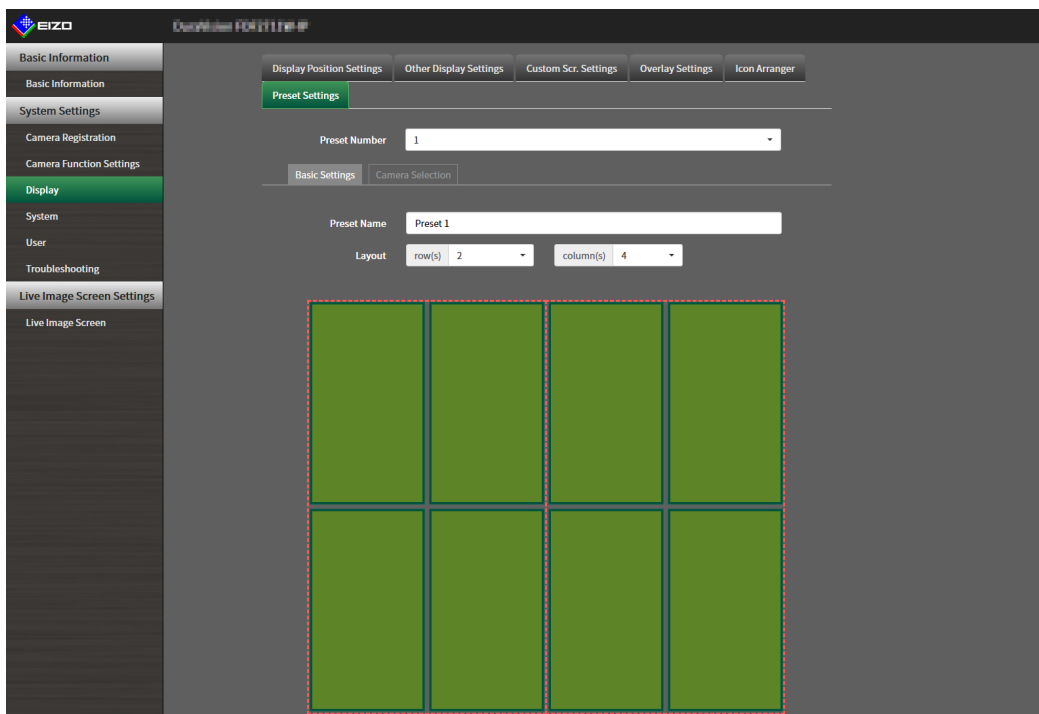 EIZO
Basic Information
Basic Information
System Settings
Camera Registration
Camera Function Settings
Display
System
User
Troubleshooting
Live Image Screen Settings
Live Image Screen
Display Position Settings
Other Display Settings
Custom Scr. Settings
Overlay Settings
Icon Arranger
Preset Settings
Preset Number 1
Basic Settings
Camera Selection
Preset Name Preset 1
Layout row(s) 2 column(s) 4